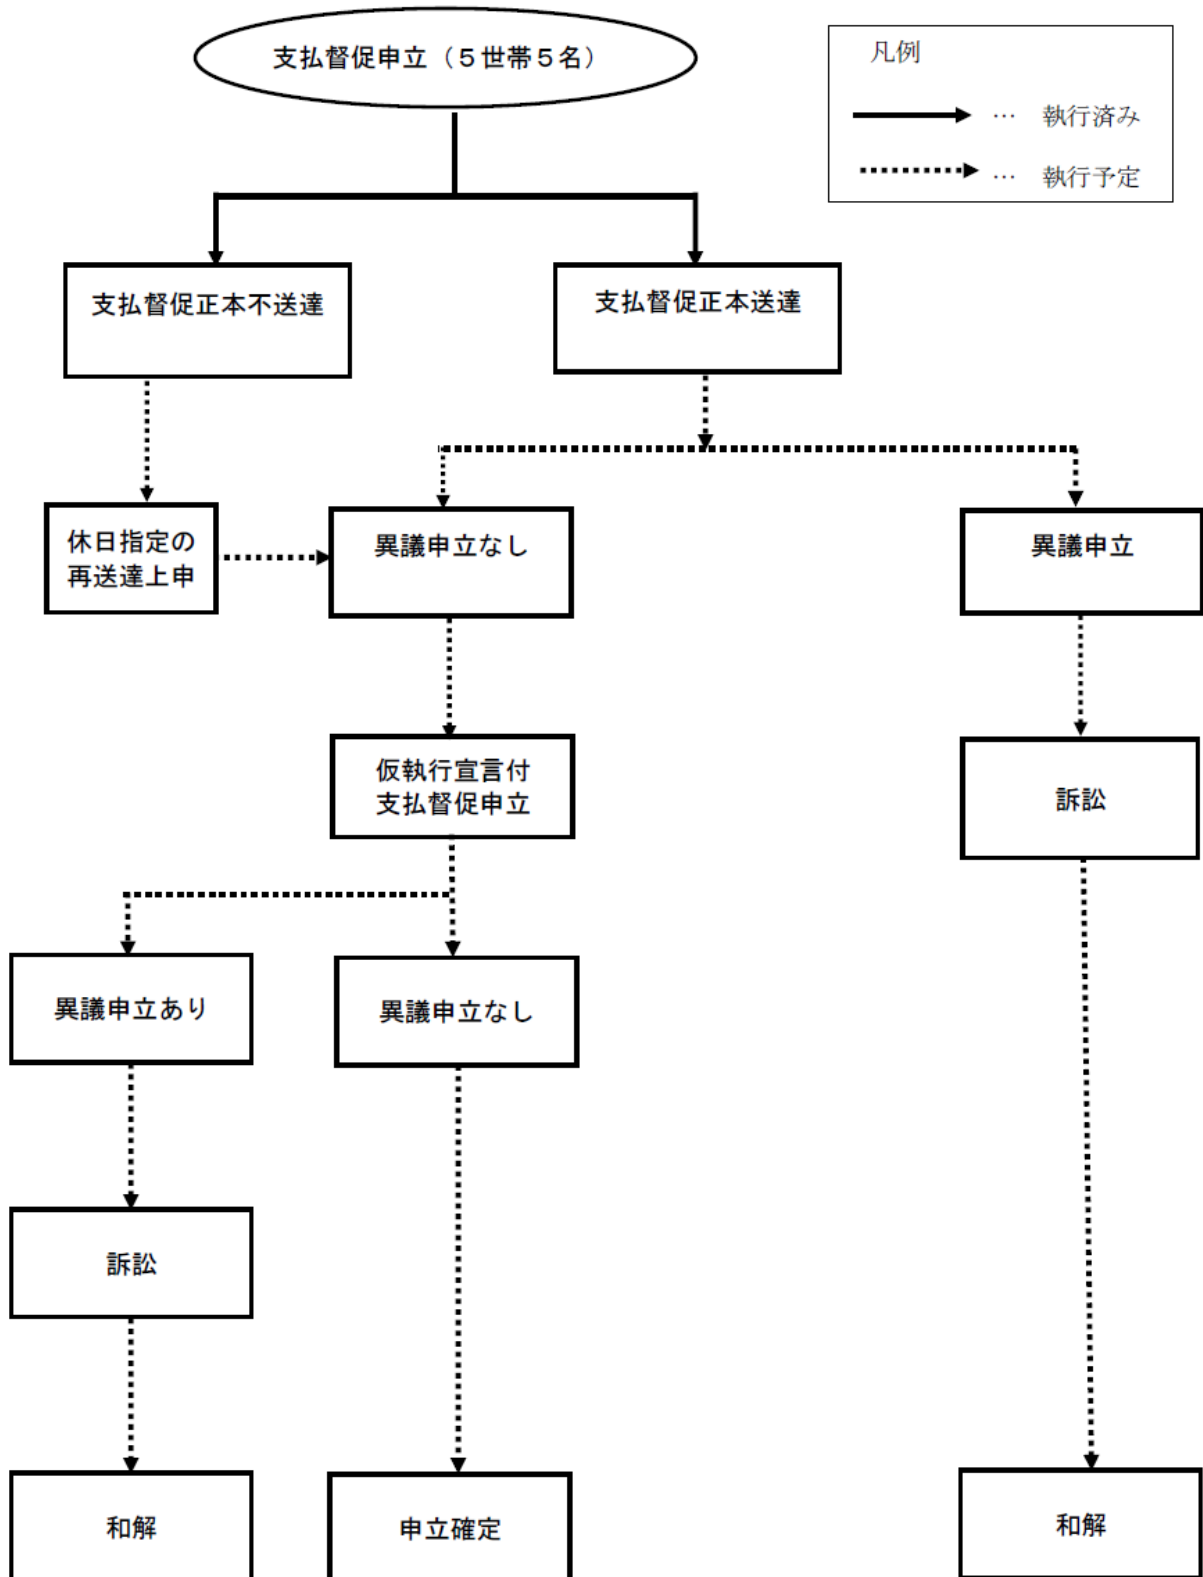 支払督促申立（５世帯５名）
凡例
… 執行済み
… 執行予定
支払督促正本不送達
支払督促正本送達
休日指定の
再送達上申
異議申立なし
異議申立
仮執行宣言付
支払督促申立
訴訟
異議申立あり
異議申立なし
訴訟
和解
申立確定
和解